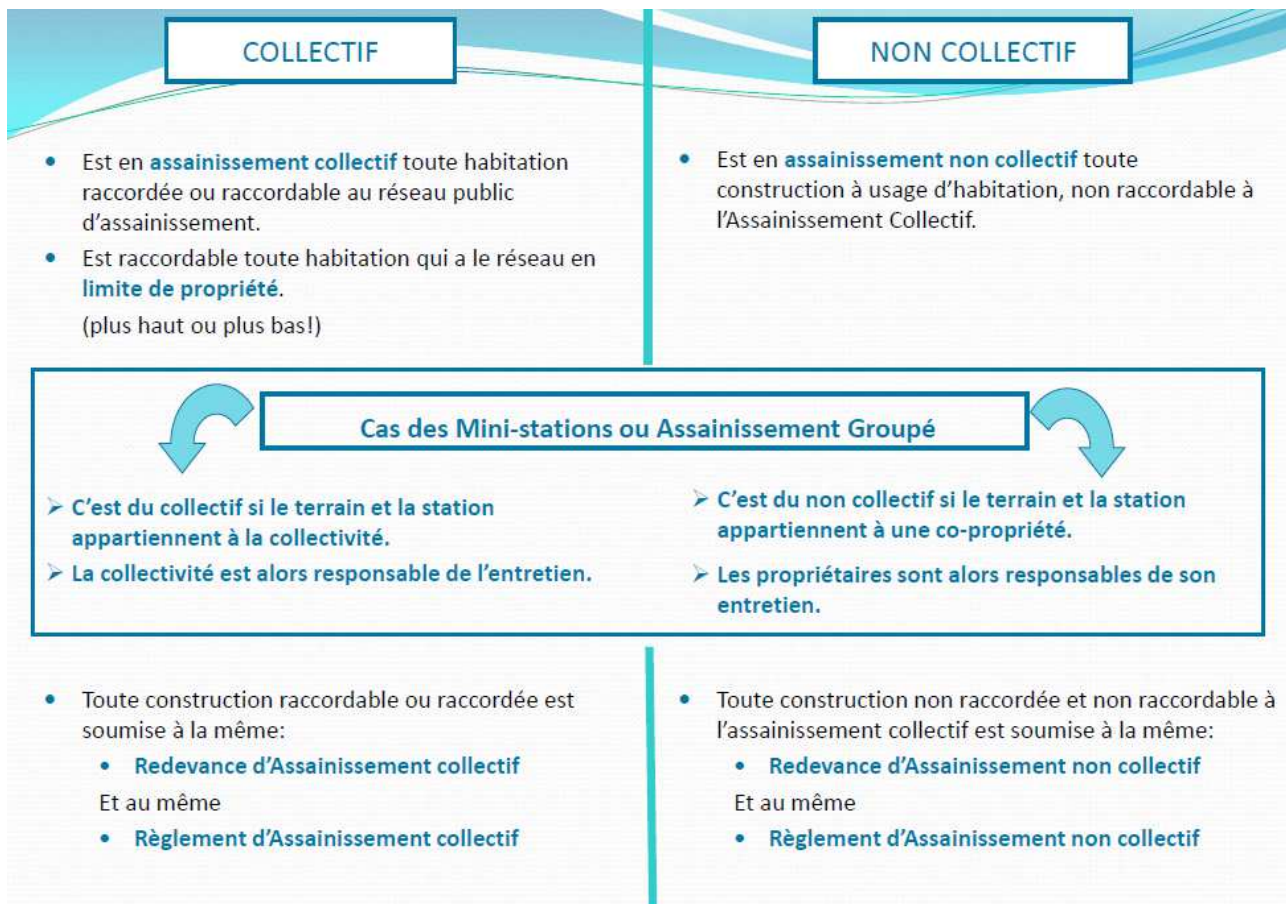 COLLECTIF
NON COLLECTIF
• Est en assainissement collectif toute habitation
raccordée ou raccordable au réseau public
d’assainissement.
• Est raccordable toute habitation qui a le réseau en
limite de propriété.
(plus haut ou plus bas!)
• Est en assainissement non collectif toute
construction à usage d’habitation, non raccordable à
l’Assainissement Collectif.
Cas des Mini-stations ou Assainissement Groupé
➢ C’est du collectif si le terrain et la station
appartiennent à la collectivité.
➢ La collectivité est alors responsable de l’entretien.
➢ C’est du non collectif si le terrain et la station
appartiennent à une co-propriété.
➢ Les propriétaires sont alors responsables de son
entretien.
• Toute construction raccordable ou raccordée est
soumise à la même:
• Redevance d’Assainissement collectif
Et au même
• Règlement d’Assainissement collectif
• Toute construction non raccordée et non raccordable à
l’assainissement collectif est soumise à la même:
• Redevance d’Assainissement non collectif
Et au même
• Règlement d’Assainissement non collectif